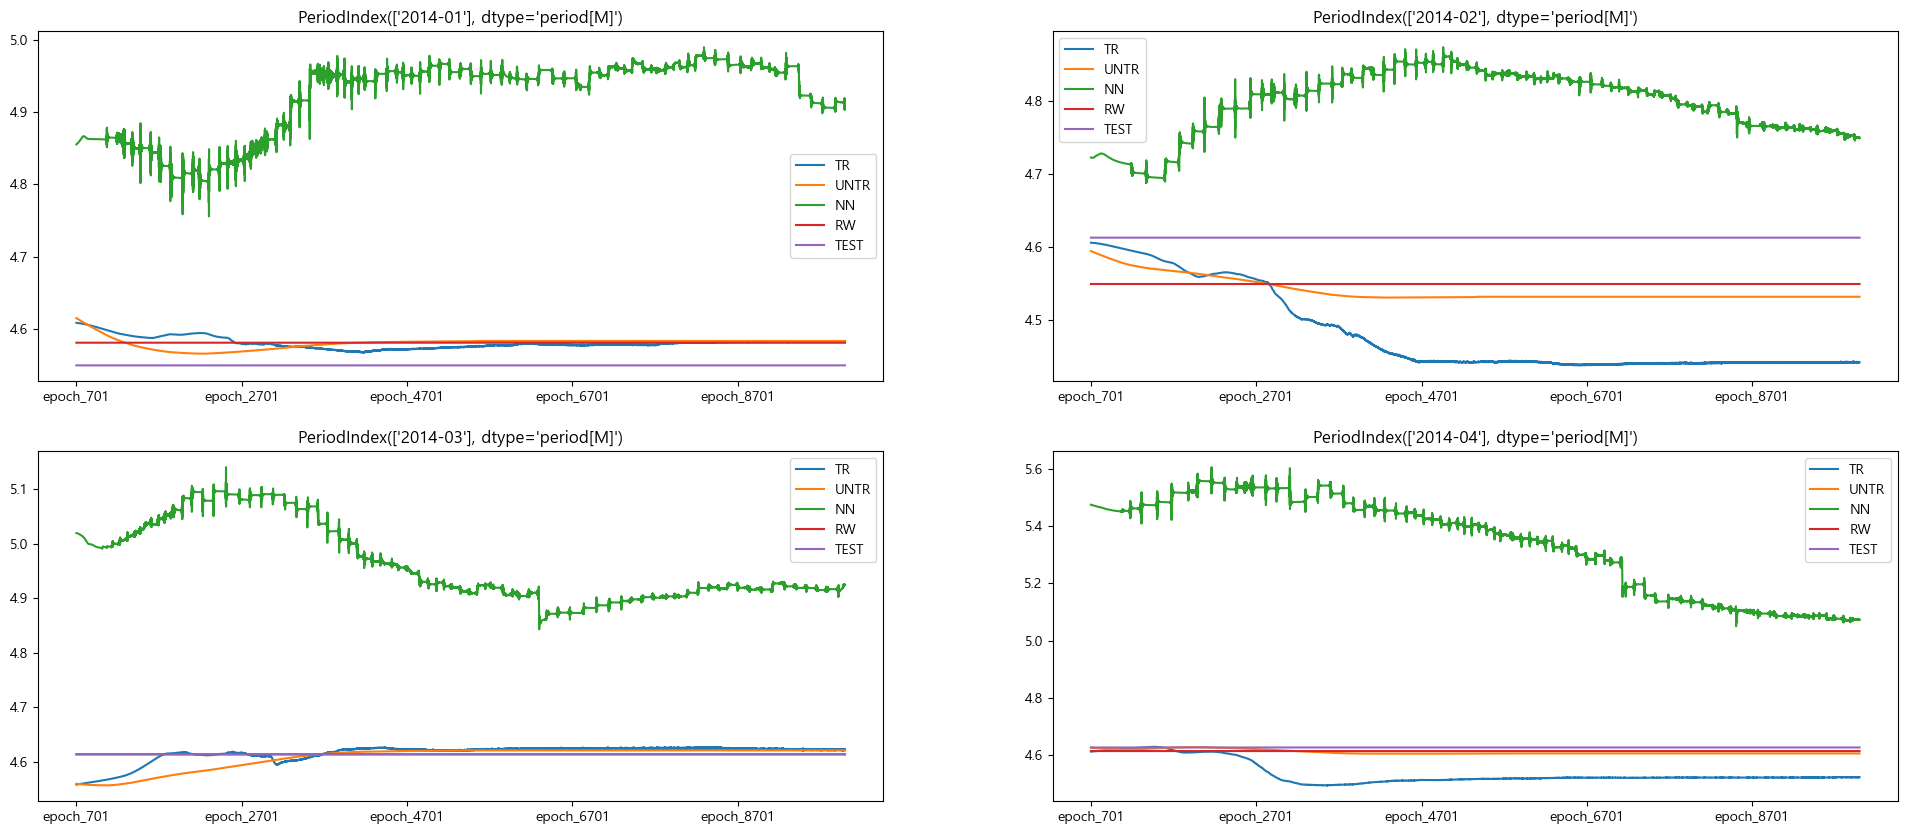 PeriodIndex(['2014-01'], dtype='period[M]')
5.0
4.9
4.8
4.7
4.6
TR
UNTR
NN
RW
TEST
epoch_701 epoch_2701 epoch_4701 epoch_6701 epoch_8701
PeriodIndex(['2014-02'], dtype='period[M]')
TR
UNTR
NN
RW
TEST
4.8
4.7
4.6
4.5
epoch_701 epoch_2701 epoch_4701 epoch_6701 epoch_8701
PeriodIndex(['2014-03'], dtype='period[M]')
5.1
5.0
4.9
4.8
4.7
4.6
TR
UNTR
NN
RW
TEST
epoch_701 epoch_2701 epoch_4701 epoch_6701 epoch_8701
PeriodIndex(['2014-04'], dtype='period[M]')
5.6
5.4
5.2
5.0
4.8
4.6
TR
UNTR
NN
RW
TEST
epoch_701 epoch_2701 epoch_4701 epoch_6701 epoch_8701